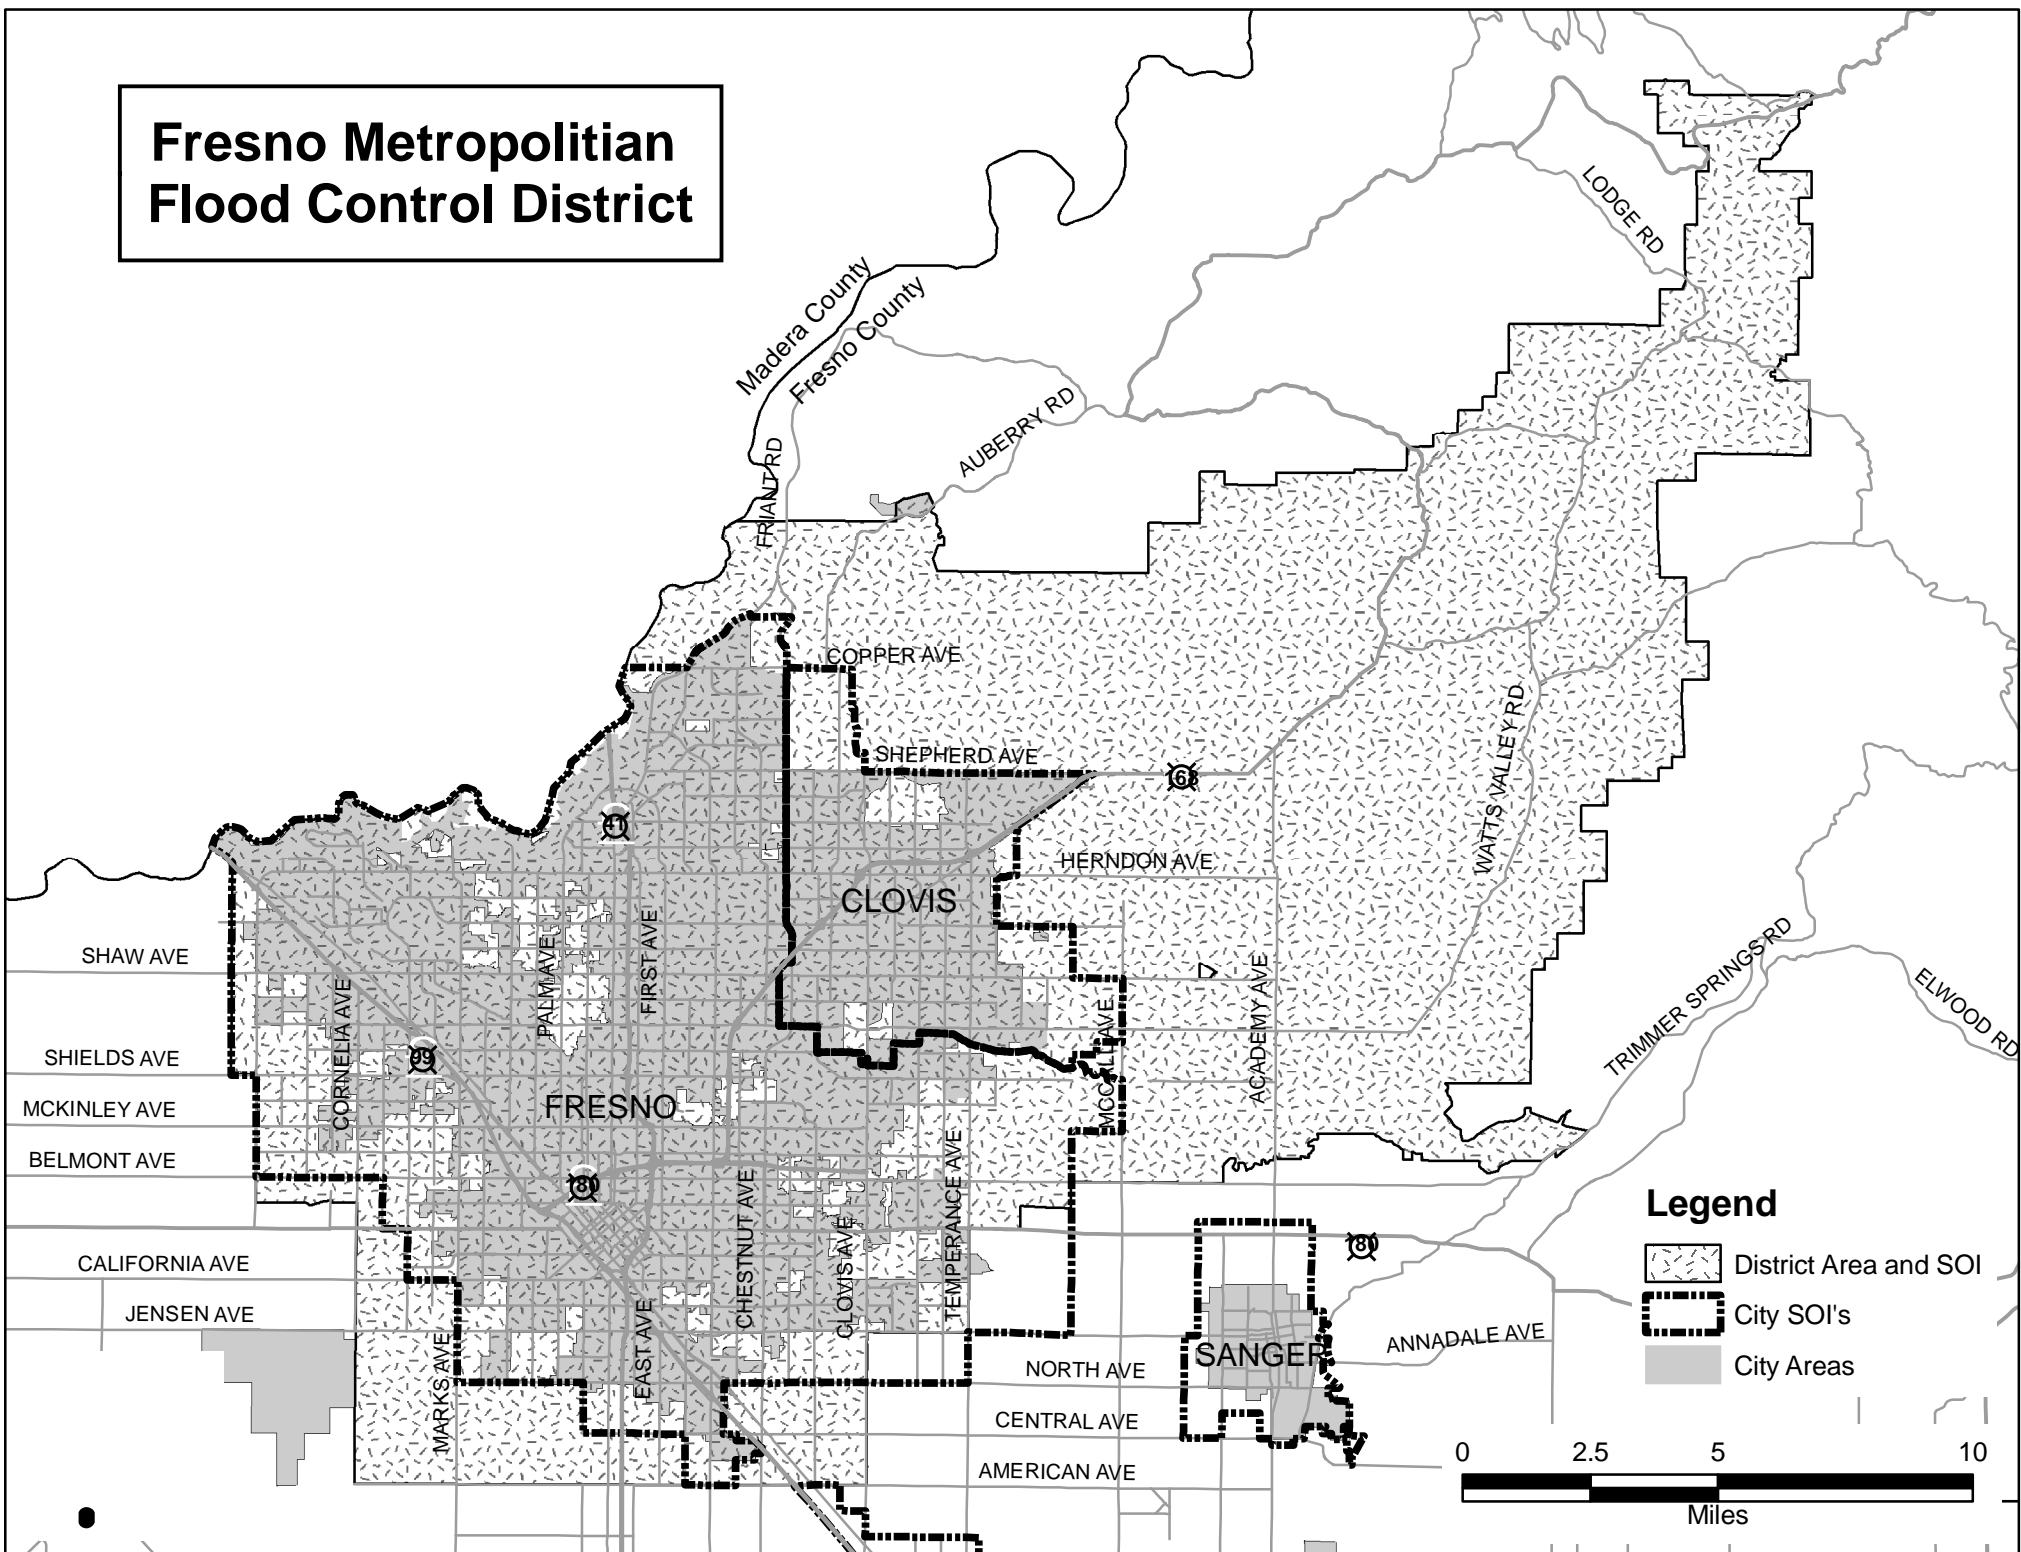 Fresno Metropolitian
Flood Control District
LODGE RD
Madera County
Fresno County
AUBERRY RD
FRIANT RD
COPPER AVE
SHEPHERD AVE
41
HERNDON AVE
WATTS VALLEY RD
CLOVIS
SHAW AVE
PALM AVE
FIRST AVE
CORNELIA AVE
ACADEMY AVE
MCCALL AVE
TRIMMER SPRINGS RD
ELWOOD RD
SHIELDS AVE
99
MCKINLEY AVE
FRESNO
BELMONT AVE
CHESTNUT AVE
CLOVIS AVE
TEMPERANCE AVE
180
180
CALIFORNIA AVE
JENSEN AVE
MARKS AVE
EAST AVE
NORTH AVE
SANGER
ANNADALE AVE
CENTRAL AVE
AMERICAN AVE
Legend
District Area and SOI
City SOI's
City Areas
0 2.5 5 10
Miles